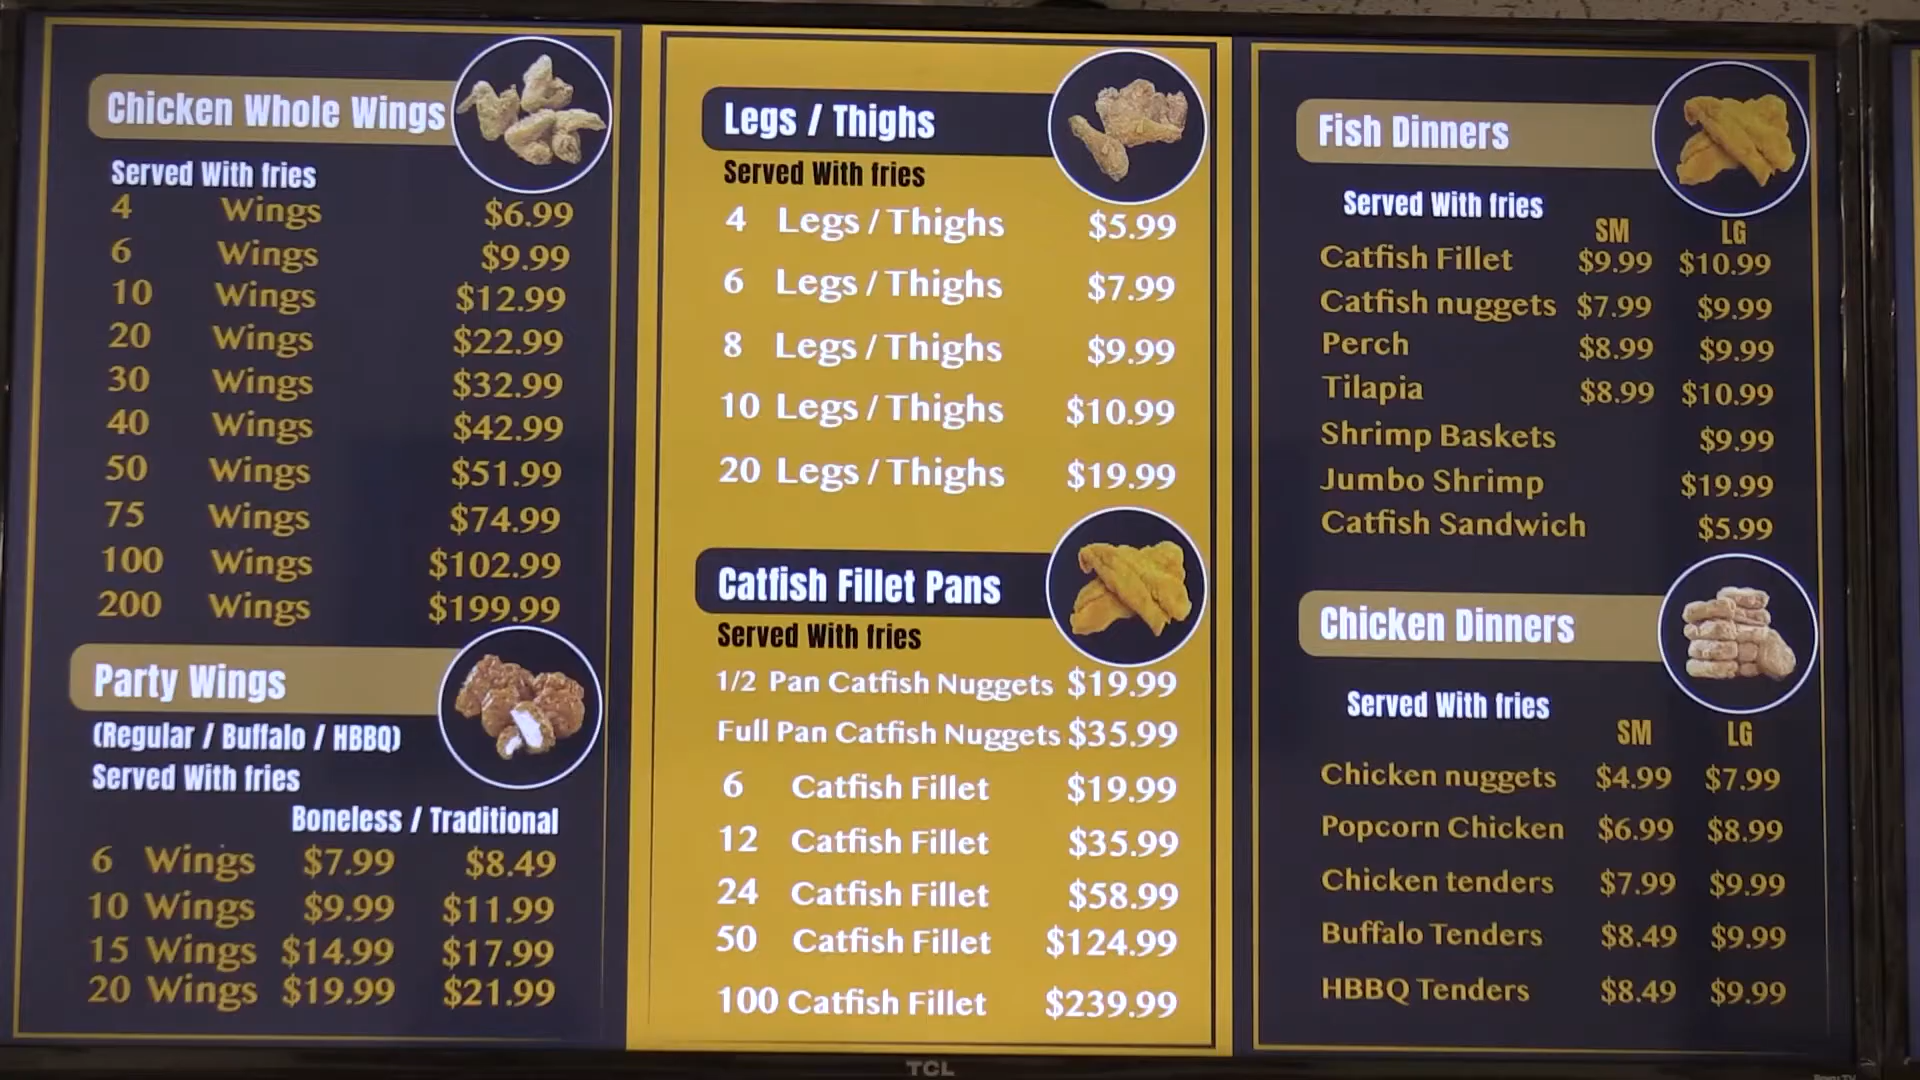 Chicken Whole Wings
Served With fries
4 Wings $6.99
6 Wings $9.99
10 Wings $12.99
20 Wings $22.99
30 Wings $32.99
40 Wings $42.99
50 Wings $51.99
75 Wings $74.99
100 Wings $102.99
200 Wings $199.99
Party Wings
(Regular / Buffalo / HBBQ)
Served With fries
Boneless / Traditional
6 Wings $7.99 $8.49
10 Wings $9.99 $11.99
15 Wings $14.99 $17.99
20 Wings $19.99 $21.99
Legs / Thighs
Served With fries
4 Legs / Thighs $5.99
6 Legs / Thighs $7.99
8 Legs / Thighs $9.99
10 Legs / Thighs $10.99
20 Legs / Thighs $19.99
Catfish Fillet Pans
Served With fries
1/2 Pan Catfish Nuggets $19.99
Full Pan Catfish Nuggets $35.99
6 Catfish Fillet $19.99
12 Catfish Fillet $35.99
24 Catfish Fillet $58.99
50 Catfish Fillet $124.99
100 Catfish Fillet $239.99
Fish Dinners
Served With fries
SM LG
Catfish Fillet $9.99 $10.99
Catfish nuggets $7.99 $9.99
Perch $8.99 $9.99
Tilapia $8.99 $10.99
Shrimp Baskets $9.99
Jumbo Shrimp $19.99
Catfish Sandwich $5.99
Chicken Dinners
Served With fries
SM LG
Chicken nuggets $4.99 $7.99
Popcorn Chicken $6.99 $8.99
Chicken tenders $7.99 $9.99
Buffalo Tenders $8.49 $9.99
HBBQ Tenders $8.49 $9.99
TCL